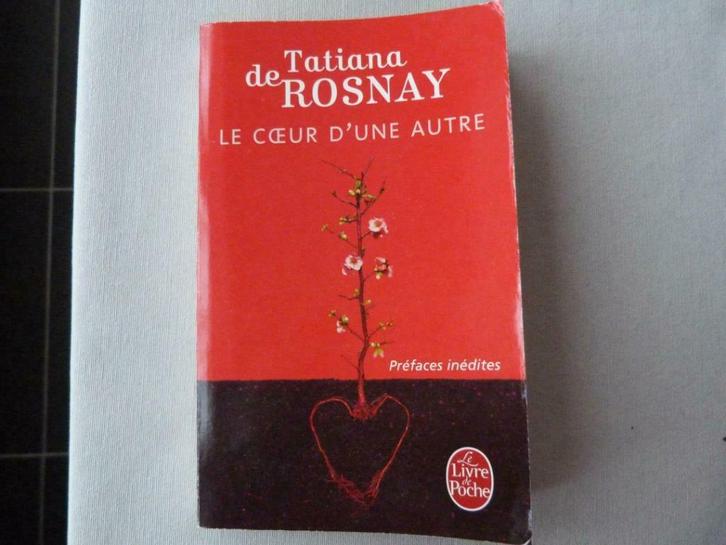 Tatiana
de ROSNAY
LE CŒUR D'UNE AUTRE
Préfaces inédites
Le
Livre
de
Poche